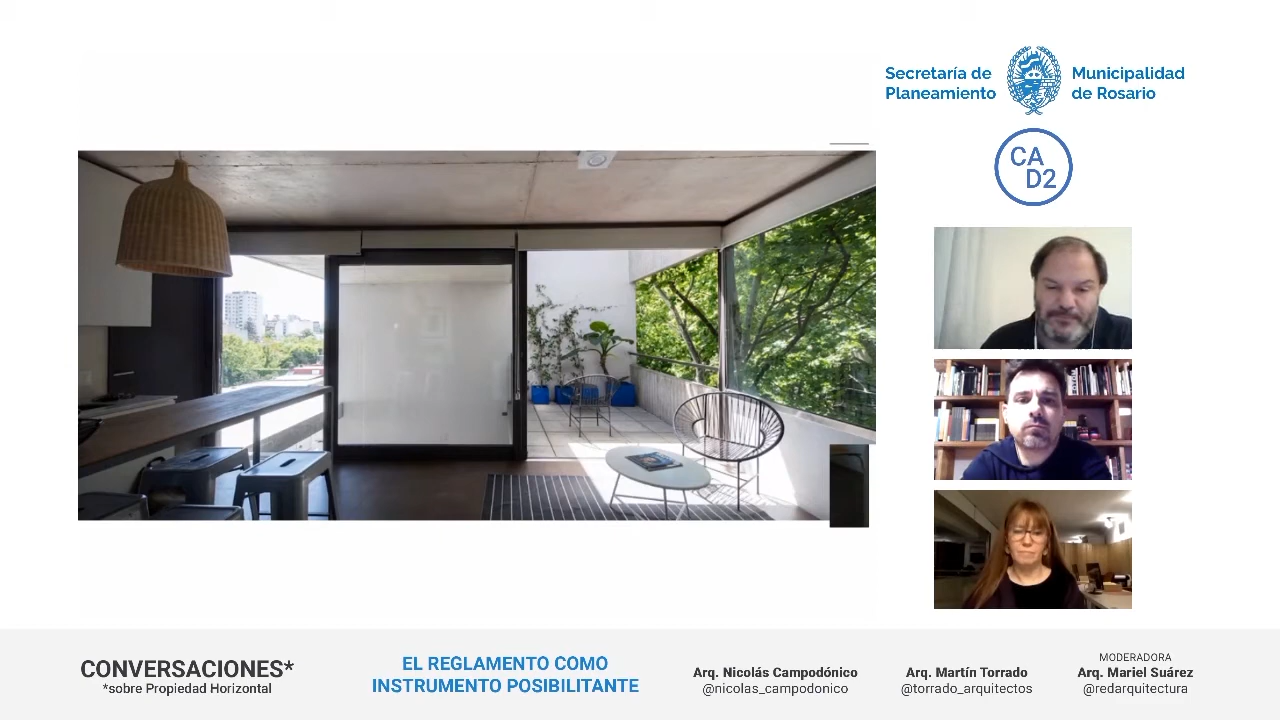 Secretaría de
Planeamiento
Municipalidad
de Rosario
CA
D2
CONVERSACIONES*
*sobre Propiedad Horizontal
EL REGLAMENTO COMO
INSTRUMENTO POSIBILITANTE
Arq. Nicolás Campodónico
@nicolas_campodonico
Arq. Martín Torrado
@torrado_arquitectos
MODERADORA
Arq. Mariel Suárez
@redarquitectura